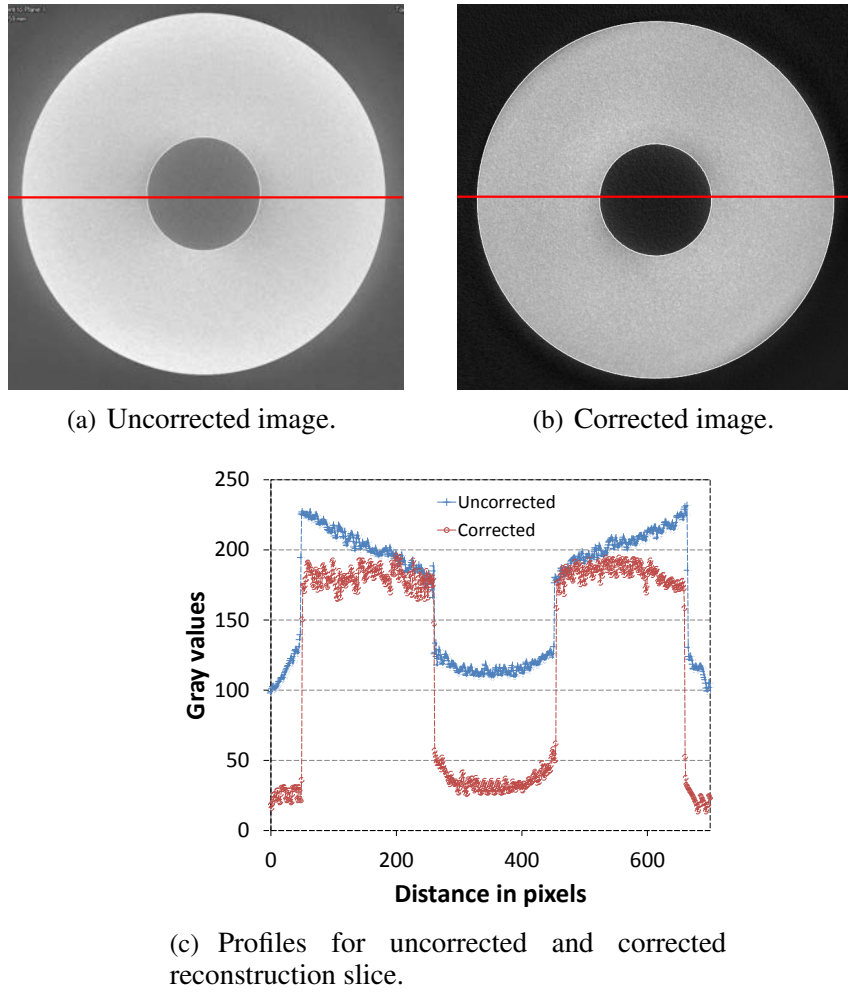 (a) Uncorrected image.
(b) Corrected image.
250
200
150
100
50
0
Gray values
Uncorrected
Corrected
0
200
400
600
Distance in pixels
(c) Profiles for uncorrected and corrected
reconstruction slice.